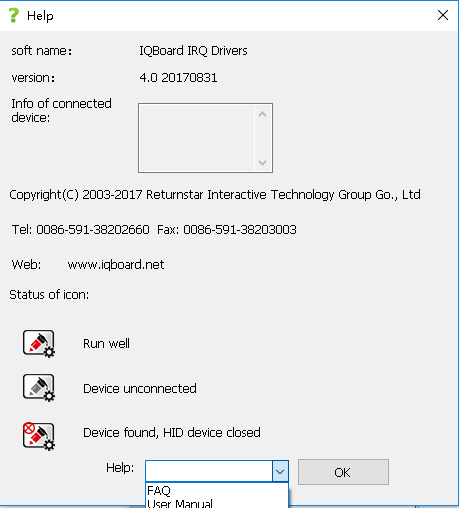 Help
soft name: IQBoard IRQ Drivers
version: 4.0 20170831
Info of connected
device:
Copyright(C) 2003-2017 Returnstar Interactive Technology Group Go., Ltd
Tel: 0086-591-38202660 Fax: 0086-591-38203003
Web: www.iqboard.net
Status of icon:
Run well
Device unconnected
Device found, HID device closed
Help: OK
FAQ
User Manual